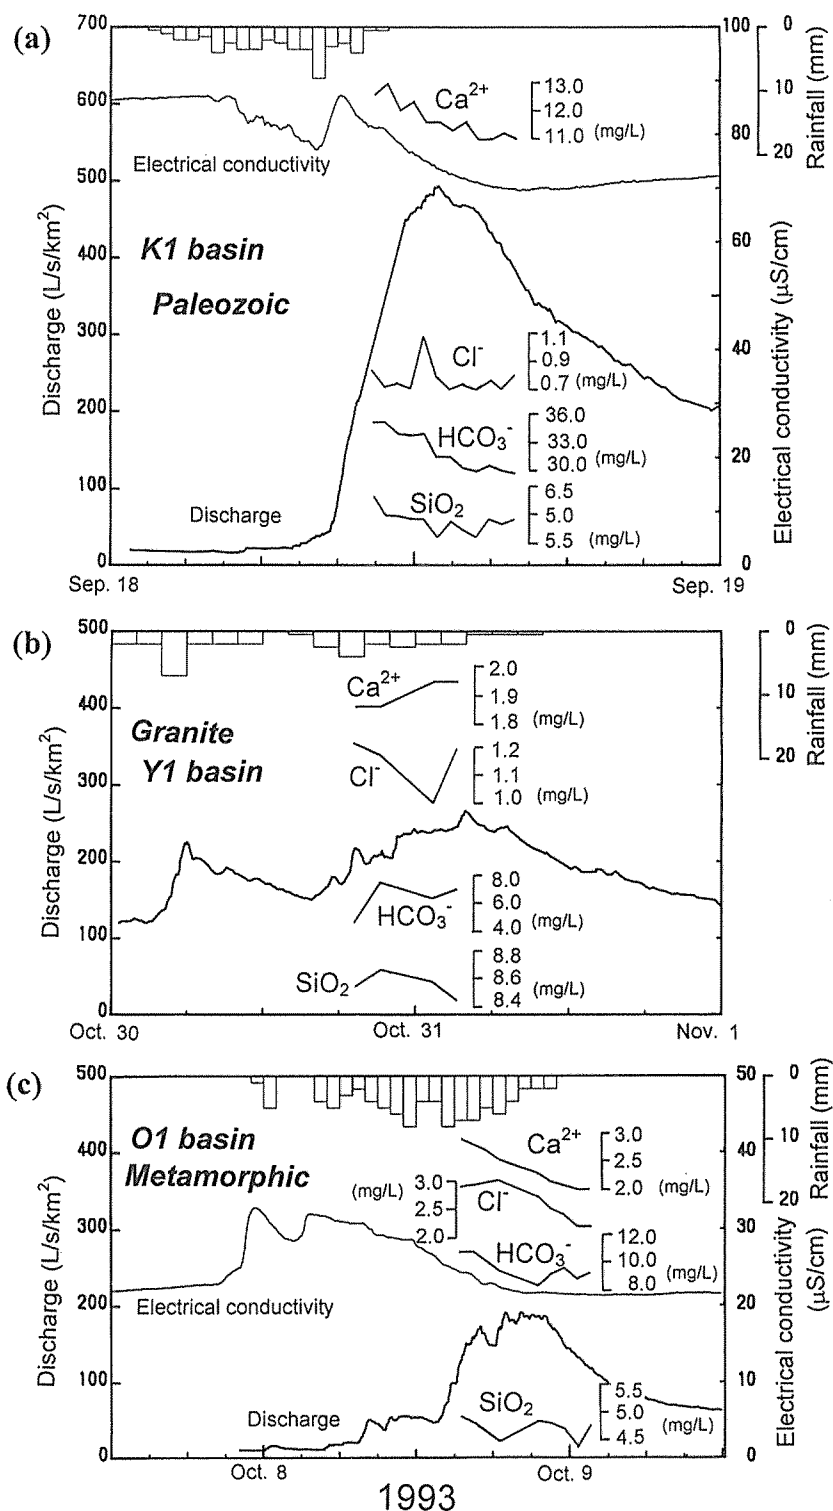 (a)
700
600
500
400
300
200
100
0
Discharge (L/s/km²)
100
80
60
40
20
0
Electrical conductivity (μS/cm)
0
10
20
Rainfall (mm)
Ca²⁺
13.0
12.0
11.0 (mg/L)
Electrical conductivity
K1 basin
Paleozoic
Cl⁻
1.1
0.9
0.7 (mg/L)
HCO₃⁻
36.0
33.0
30.0 (mg/L)
SiO₂
6.5
5.0
5.5 (mg/L)
Discharge
Sep. 18
Sep. 19
(b)
500
400
300
200
100
0
Discharge (L/s/km²)
0
10
20
Rainfall (mm)
Ca²⁺
2.0
1.9
1.8 (mg/L)
Granite
Y1 basin
Cl⁻
1.2
1.1
1.0 (mg/L)
HCO₃⁻
8.0
6.0
4.0 (mg/L)
SiO₂
8.8
8.6
8.4 (mg/L)
Oct. 30
Oct. 31
Nov. 1
(c)
500
400
300
200
100
0
Discharge (L/s/km²)
50
40
30
20
10
0
Electrical conductivity
(μS/cm)
0
10
20
Rainfall (mm)
O1 basin
Metamorphic
Ca²⁺
3.0
2.5
2.0 (mg/L)
(mg/L) 3.0
2.5
2.0
Cl⁻
HCO₃⁻
12.0
10.0
8.0 (mg/L)
Electrical conductivity
SiO₂
5.5
5.0
4.5 (mg/L)
Discharge
Oct. 8
Oct. 9
1993